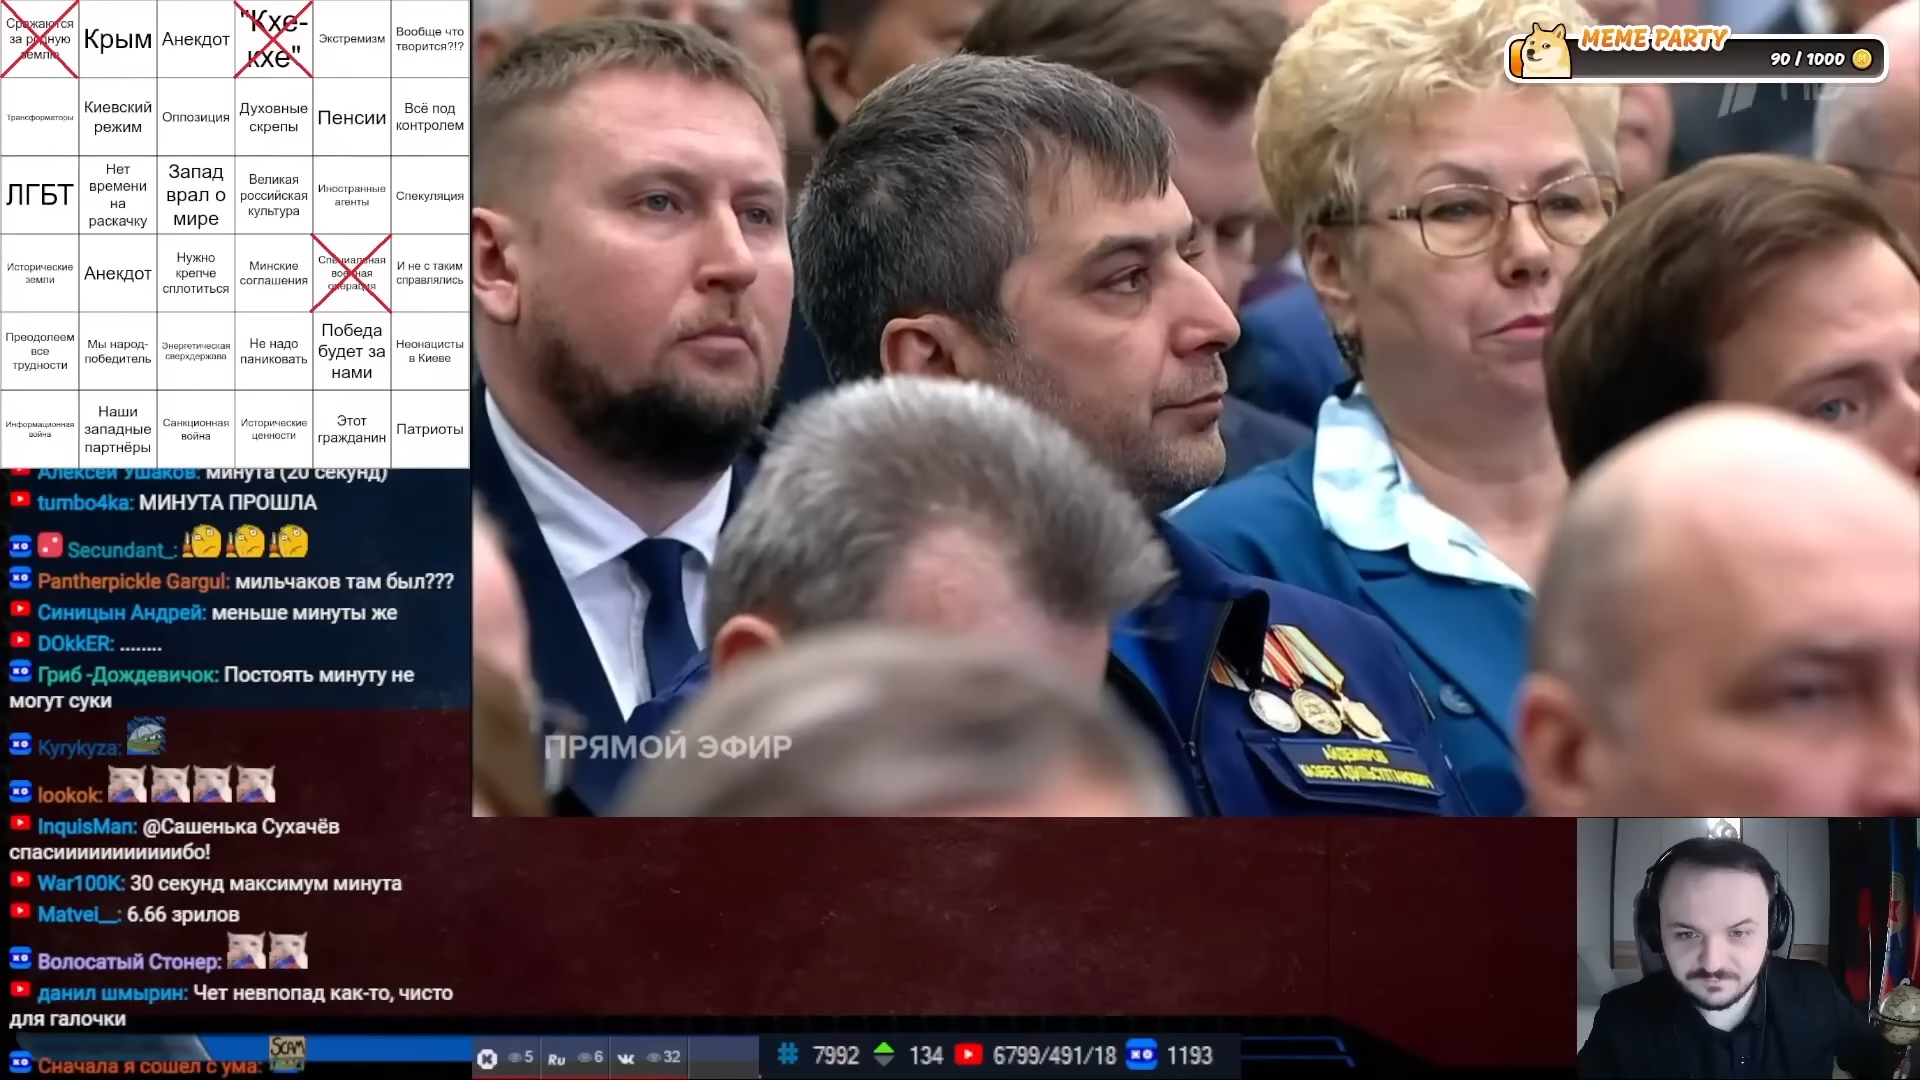 Сражаются
за родную
землю
Крым
Анекдот
"Кхе-
кхе"
Экстремизм
Вообще что
творится?!?
Трансформаторы
Киевский
режим
Оппозиция
Духовные
скрепы
Пенсии
Всё под
контролем
ЛГБТ
Нет
времени
на
раскачку
Запад
врал о
мире
Великая
российская
культура
Иностранные
агенты
Спекуляция
Исторические
земли
Анекдот
Нужно
крепче
сплотиться
Минские
соглашения
Специальная
военная
операция
И не с таким
справлялись
Преодолеем
все
трудности
Мы народ-
победитель
Энергетическая
сверхдержава
Не надо
паниковать
Победа
будет за
нами
Неонацисты
в Киеве
Информационная
война
Наши
западные
партнёры
Санкционная
война
Исторические
ценности
Этот
гражданин
Патриоты
MEME PARTY
90 / 1000
Алексей Ушаков: минута (20 секунд)
tumbo4ka: МИНУТА ПРОШЛА
Secundant_:
Pantherpickle Gargul: мильчаков там был???
Синицын Андрей: меньше минуты же
DOkkER: ........
Гриб -Дождевичок: Постоять минуту не
могут суки
Kyrykyza:
lookok:
InquisMan: @Сашенька Сухачёв
спасииииииииииибо!
War100K: 30 секунд максимум минута
Matvei__: 6.66 зрилов
Волосатый Стонер:
данил шмырин: Чет невпопад как-то, чисто
для галочки
SCAM
Сначала я сошел с ума:
ПРЯМОЙ ЭФИР
АЙДЕМИРОВ
КАЗБЕК АДИЛЬСУЛТАНОВИЧ
5
Ru 6
32
# 7992
134
6799/491/18
1193